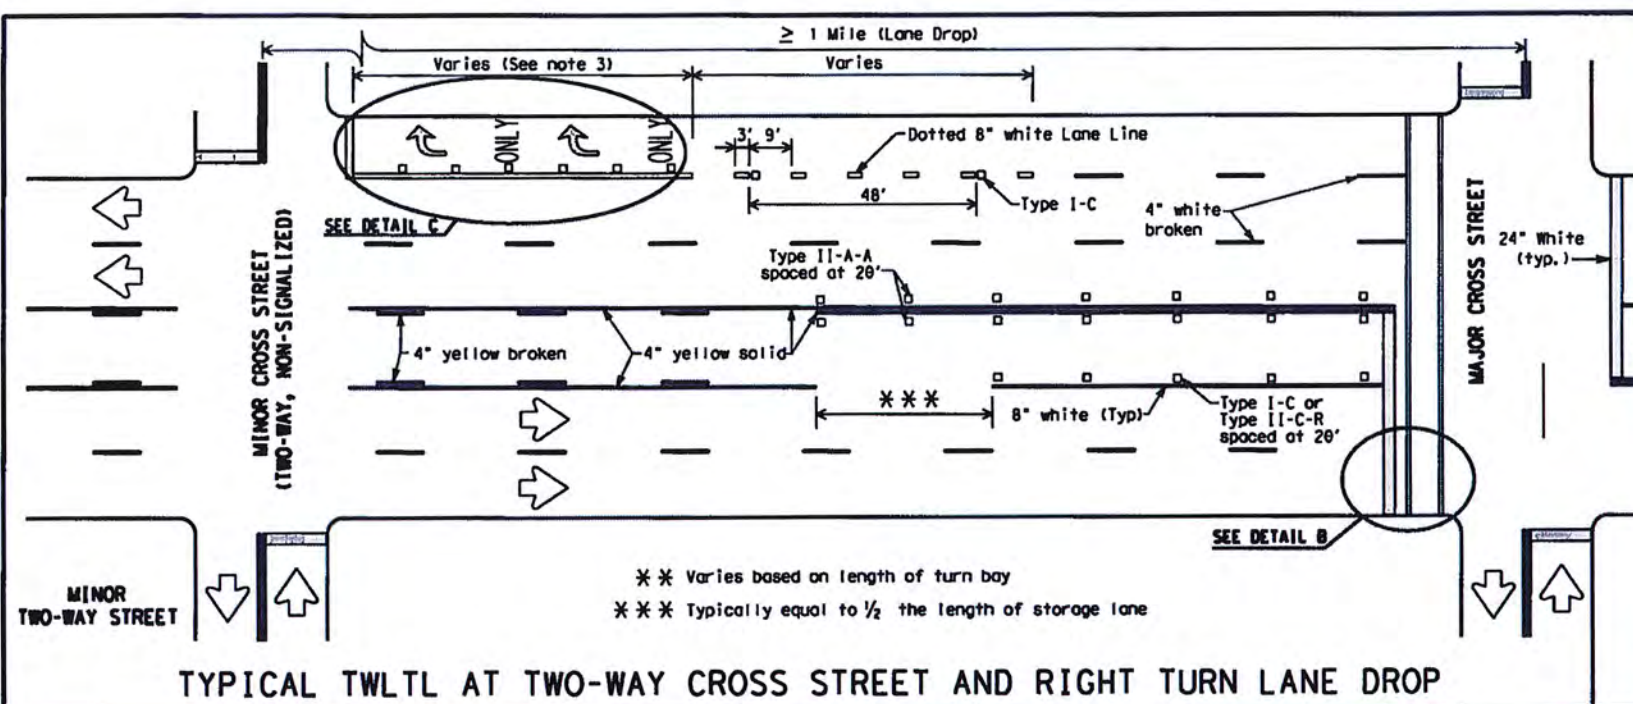 ≥ 1 Mile (Lane Drop)
Varies (See note 3)
Varies
ONLY
ONLY
3' 9'
Dotted 8" white Lane Line
48'
Type I-C
4" white
broken
SEE DETAIL C
MINOR CROSS STREET
(TWO-WAY, NON-SIGNALIZED)
Type II-A-A
spaced at 20'
MAJOR CROSS STREET
24" White
(typ.)
4" yellow broken
4" yellow solid
***
8" white (Typ)
Type I-C or
Type II-C-R
spaced at 20'
SEE DETAIL B
MINOR
TWO-WAY STREET
** Varies based on length of turn bay
*** Typically equal to ½ the length of storage lane
TYPICAL TWLTL AT TWO-WAY CROSS STREET AND RIGHT TURN LANE DROP